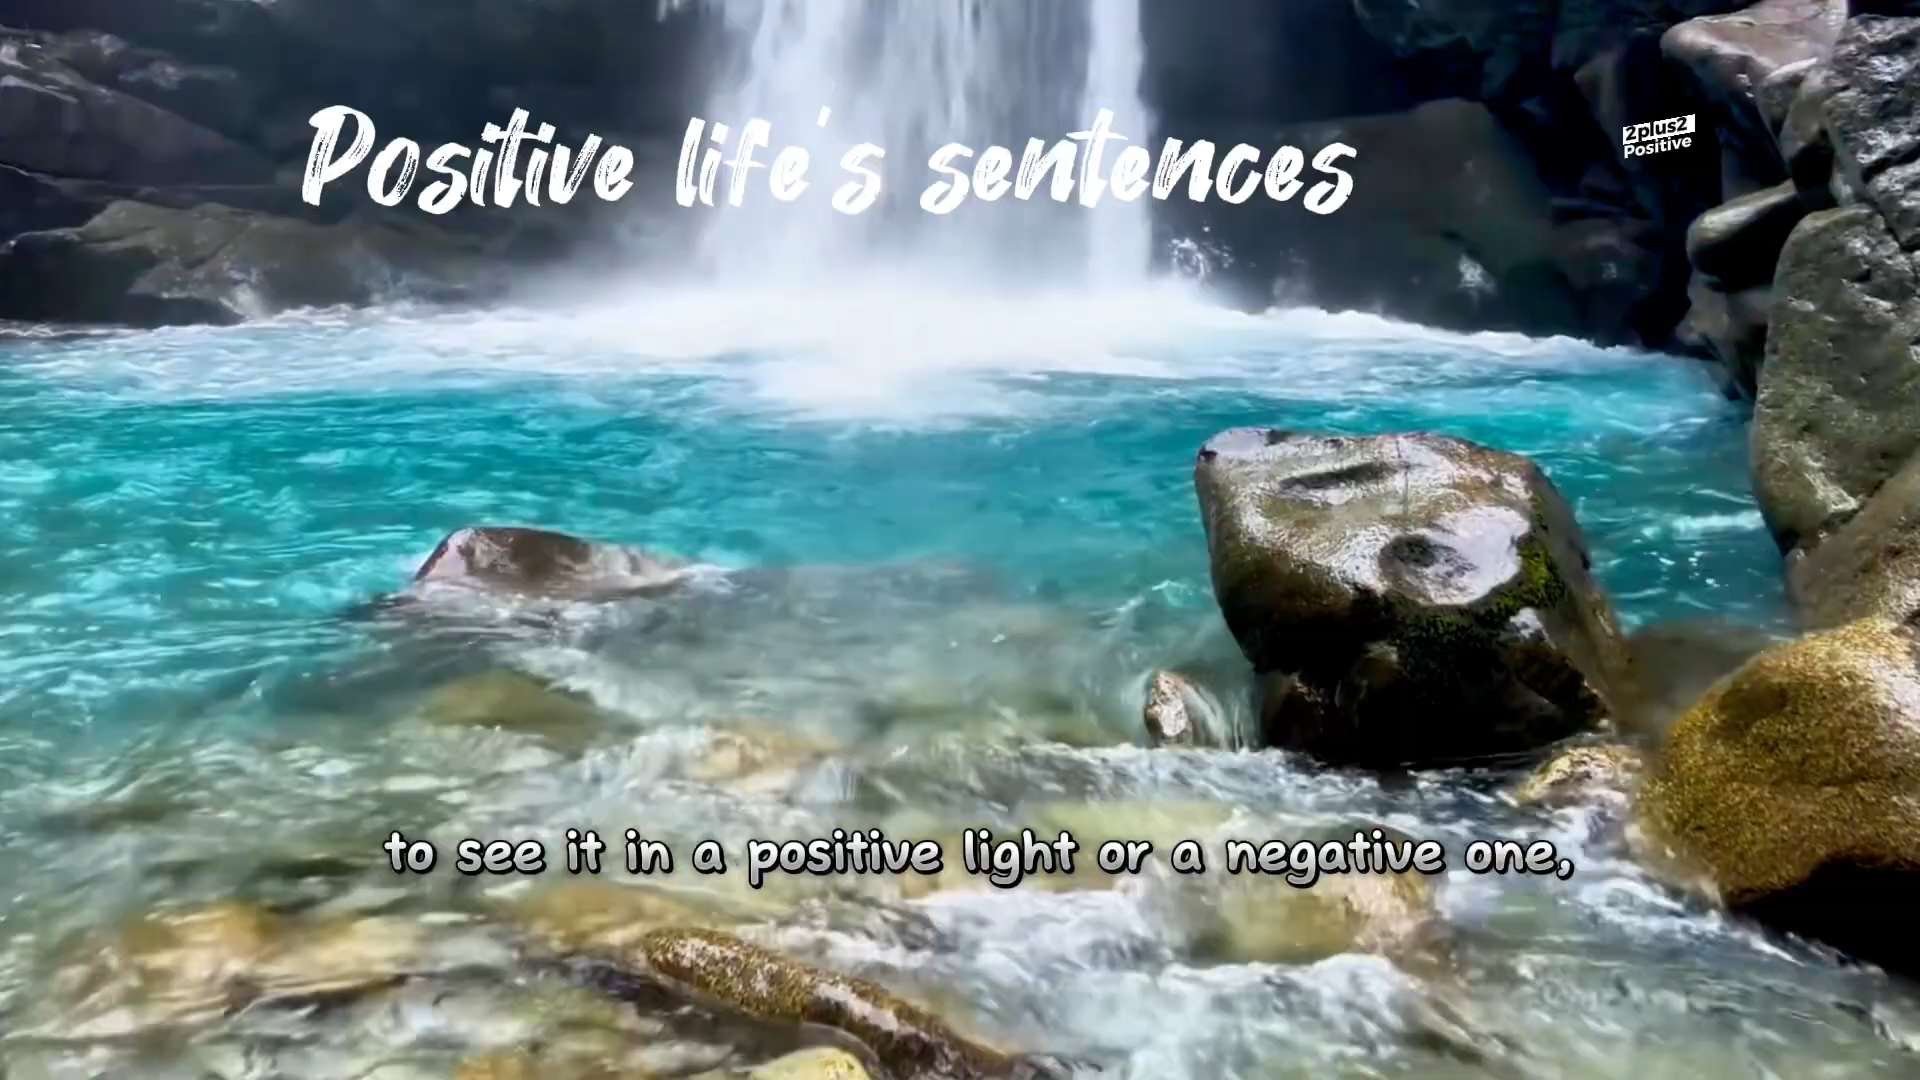 Positive life's sentences
2plus2
Positive
to see it in a positive light or a negative one,